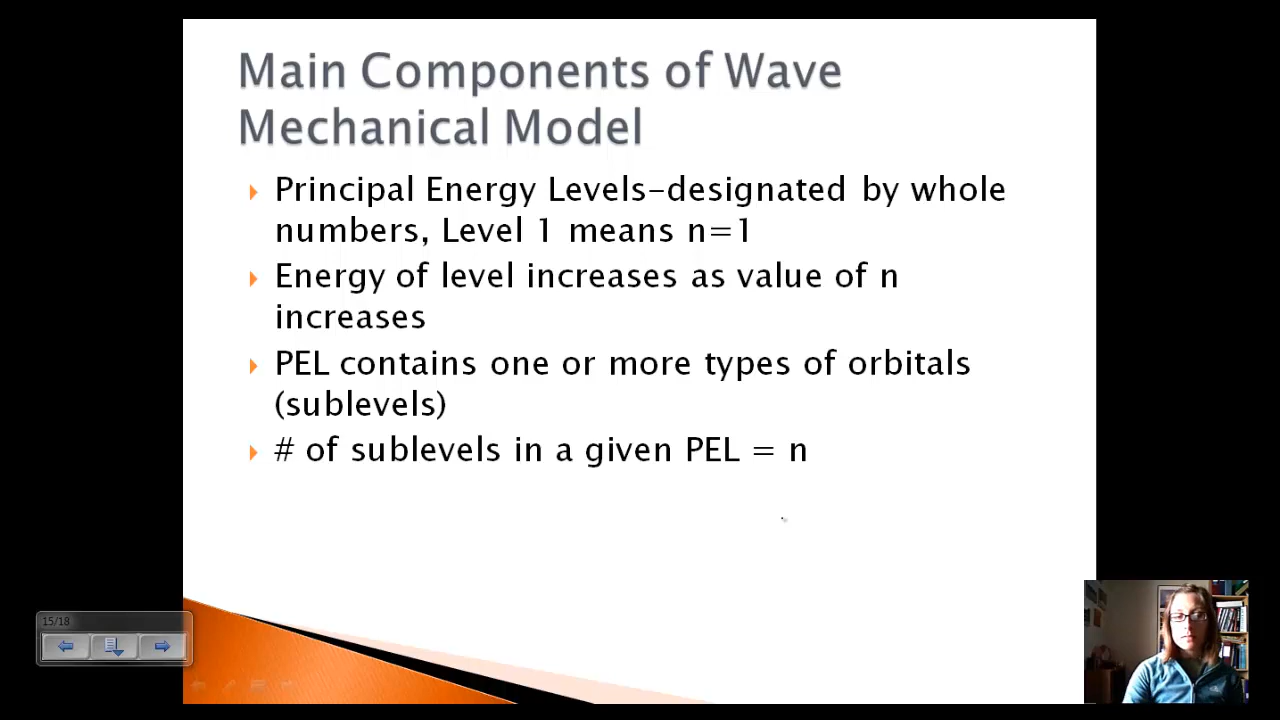 Main Components of Wave
Mechanical Model
Principal Energy Levels-designated by whole
numbers, Level 1 means n=1
Energy of level increases as value of n
increases
PEL contains one or more types of orbitals
(sublevels)
# of sublevels in a given PEL = n
15/18